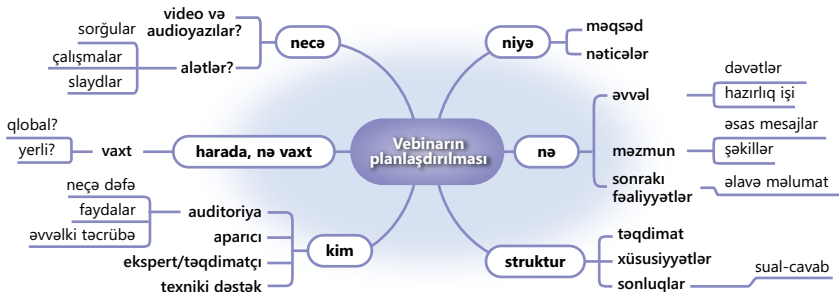 Vebinarın
planlaşdırılması
necə
video və
audioyazılar?
alətlər?
sorğular
çalışmalar
slaydlar
harada, nə vaxt
vaxt
qlobal?
yerli?
kim
auditoriya
neçə dəfə
faydalar
əvvəlki təcrübə
aparıcı
ekspert/təqdimatçı
texniki dəstək
niyə
məqsəd
nəticələr
nə
əvvəl
dəvətlər
hazırlıq işi
məzmun
əsas mesajlar
şəkillər
sonrakı
fəaliyyətlər
əlavə məlumat
struktur
təqdimat
xüsusiyyətlər
sonluqlar
sual-cavab